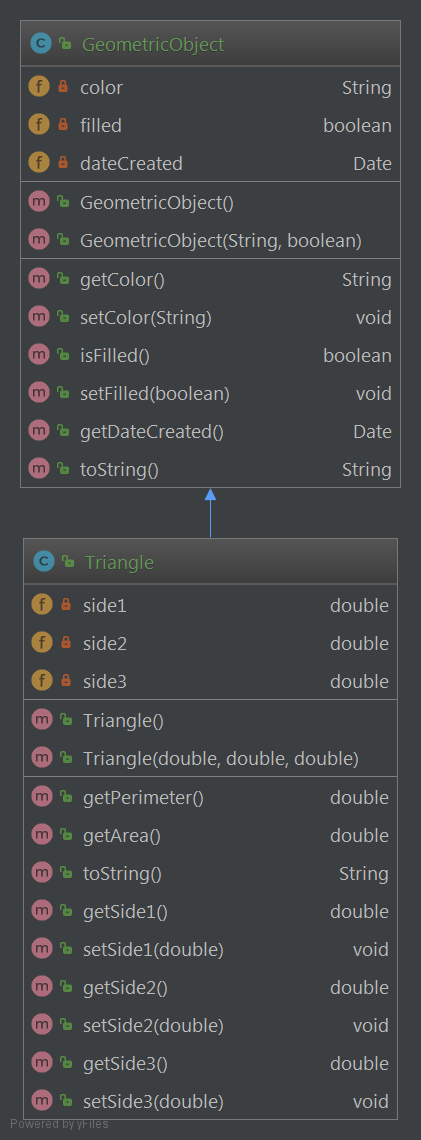 C GeometricObject
f color String
f filled boolean
f dateCreated Date
m GeometricObject()
m GeometricObject(String, boolean)
m getColor() String
m setColor(String) void
m isFilled() boolean
m setFilled(boolean) void
m getDateCreated() Date
m toString() String
C Triangle
f side1 double
f side2 double
f side3 double
m Triangle()
m Triangle(double, double, double)
m getPerimeter() double
m getArea() double
m toString() String
m getSide1() double
m setSide1(double) void
m getSide2() double
m setSide2(double) void
m getSide3() double
m setSide3(double) void
Powered by yFiles